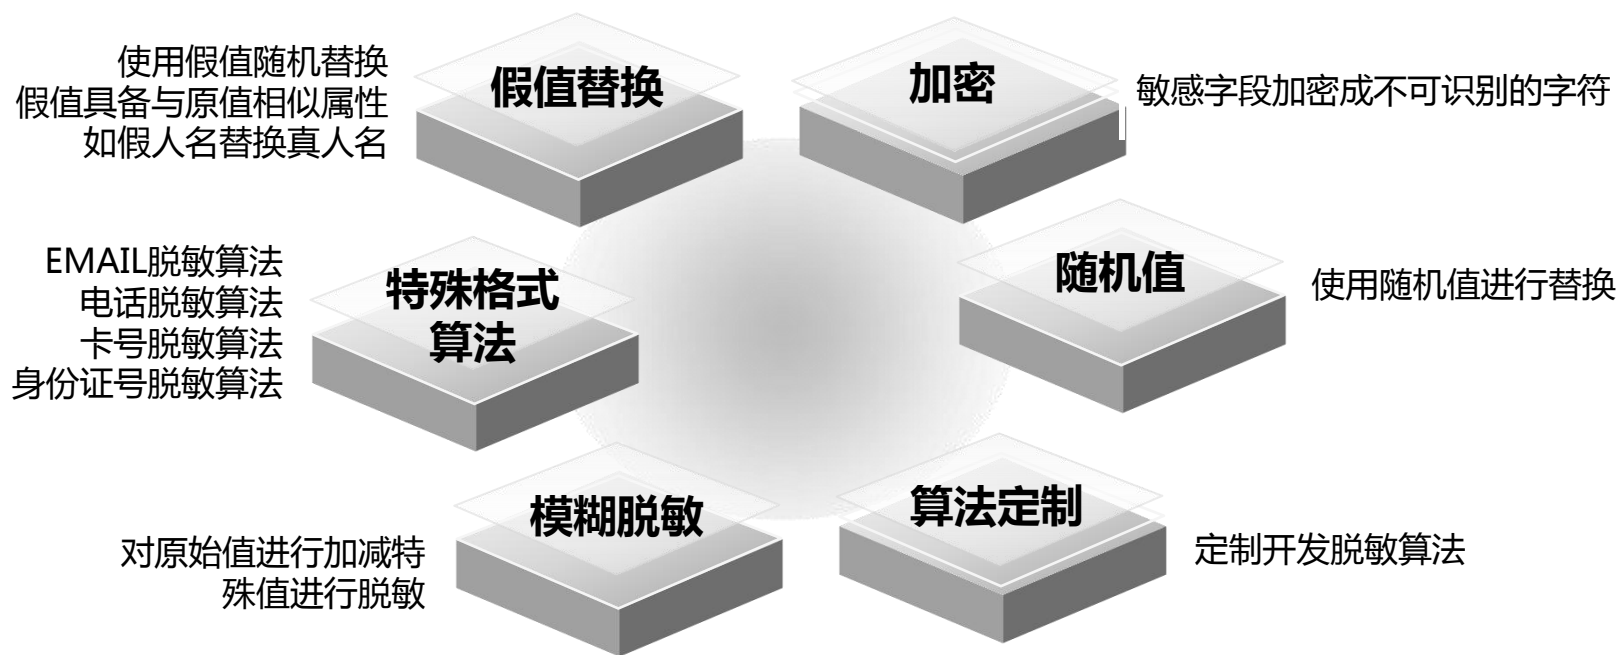 使用假值随机替换
假值具备与原值相似属性
如假人名替换真人名
假值替换
加密
敏感字段加密成不可识别的字符
EMAIL脱敏算法
电话脱敏算法
卡号脱敏算法
身份证号脱敏算法
特殊格式
算法
随机值
使用随机值进行替换
对原始值进行加减特
殊值进行脱敏
模糊脱敏
算法定制
定制开发脱敏算法